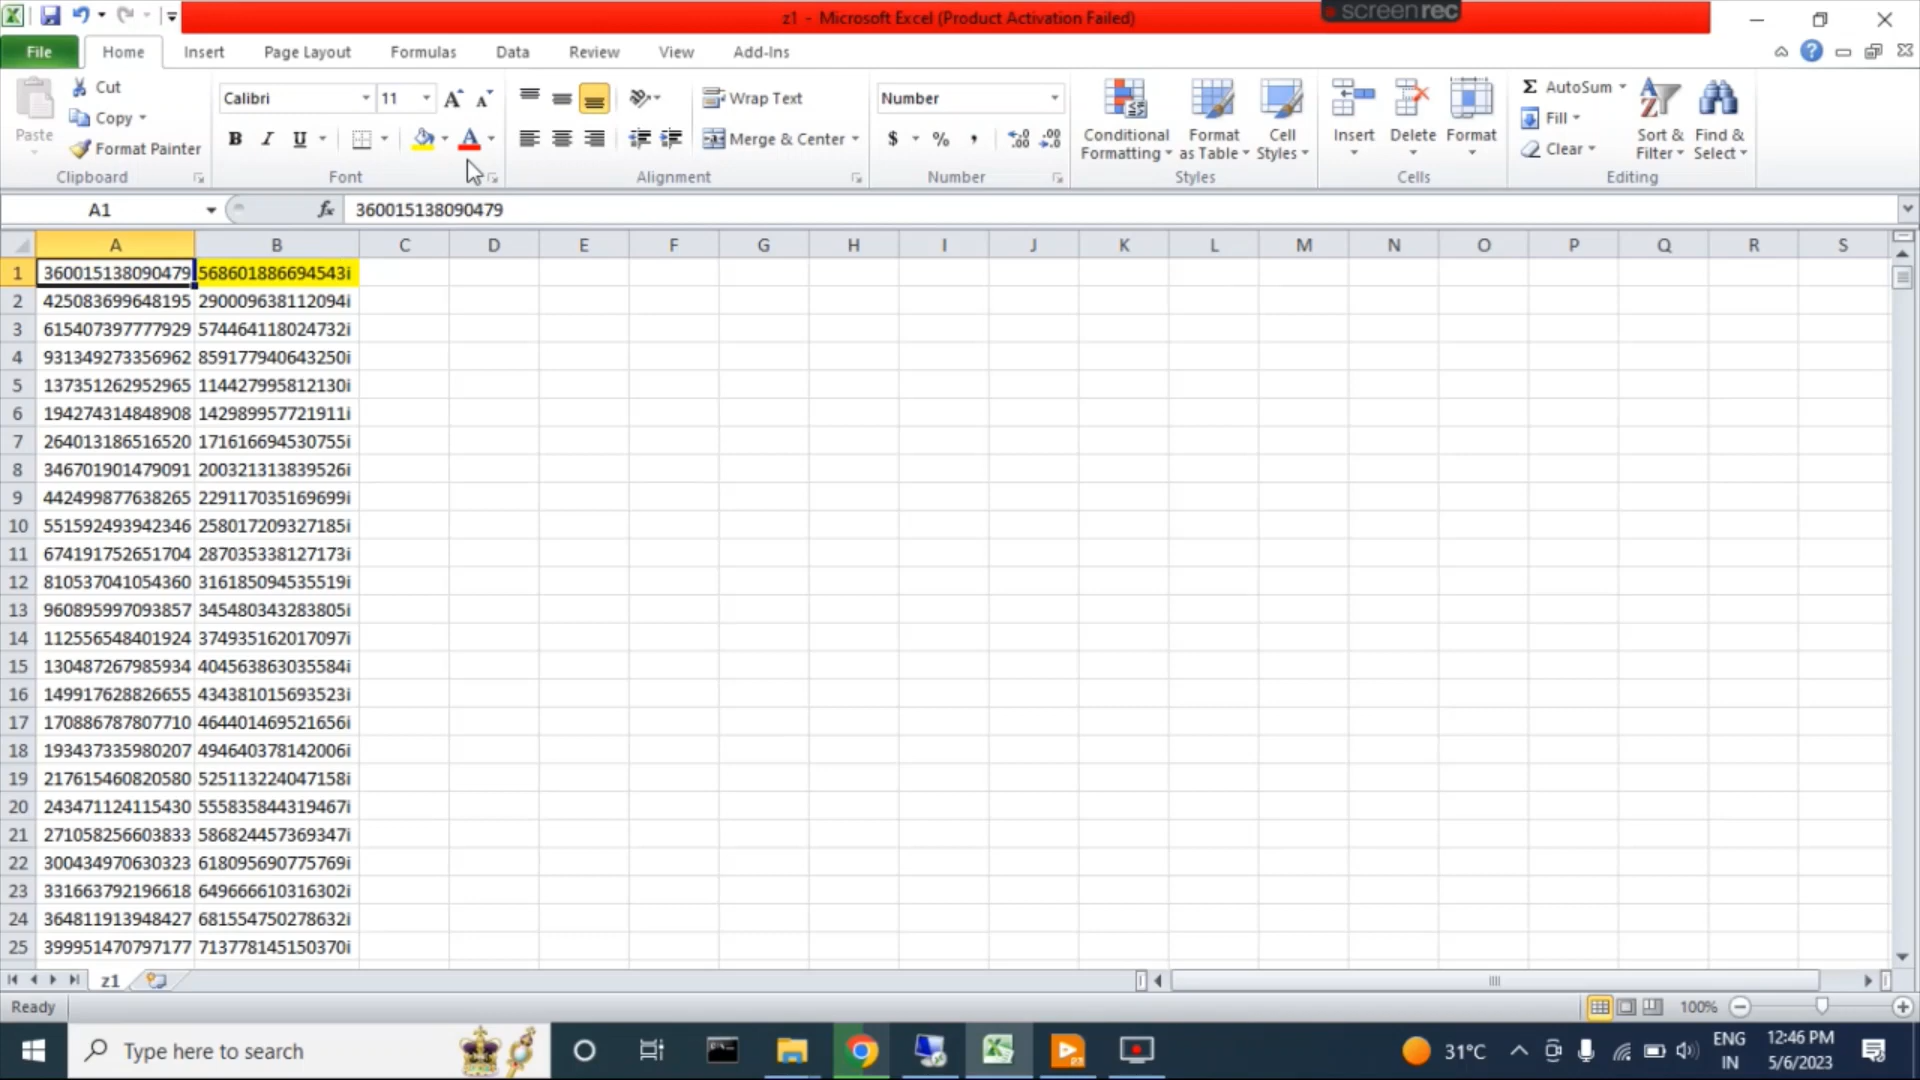 z1 - Microsoft Excel (Product Activation Failed)
screenrec
File Home Insert Page Layout Formulas Data Review View Add-Ins
Paste
Cut
Copy
Format Painter
Clipboard
Calibri 11
B I U
Font
Wrap Text
Merge & Center
Alignment
Number
$ % ,
Number
Conditional Formatting
Format as Table
Cell Styles
Styles
Insert
Delete
Format
Cells
AutoSum
Fill
Clear
Sort & Filter
Find & Select
Editing
A1 fx 360015138090479
A B C D E F G H I J K L M N O P Q R S
1 360015138090479 568601886694543i
2 425083699648195 290009638112094i
3 615407397777929 574464118024732i
4 931349273356962 859177940643250i
5 137351262952965 114427995812130i
6 194274314848908 142989957721911i
7 264013186516520 171616694530755i
8 346701901479091 200321313839526i
9 442499877638265 229117035169699i
10 551592493942346 258017209327185i
11 674191752651704 287035338127173i
12 810537041054360 316185094535519i
13 960895997093857 345480343283805i
14 112556548401924 374935162017097i
15 130487267985934 404563863035584i
16 149917628826655 434381015693523i
17 170886787807710 464401469521656i
18 193437335980207 494640378142006i
19 217615460820580 525113224047158i
20 243471124115430 555835844319467i
21 271058256603833 586824457369347i
22 300434970630323 618095690775769i
23 331663792196618 649666610316302i
24 364811913948427 681554750278632i
25 399951470797177 713778145150370i
z1
Ready 100%
Type here to search
31°C
ENG
IN
12:46 PM
5/6/2023